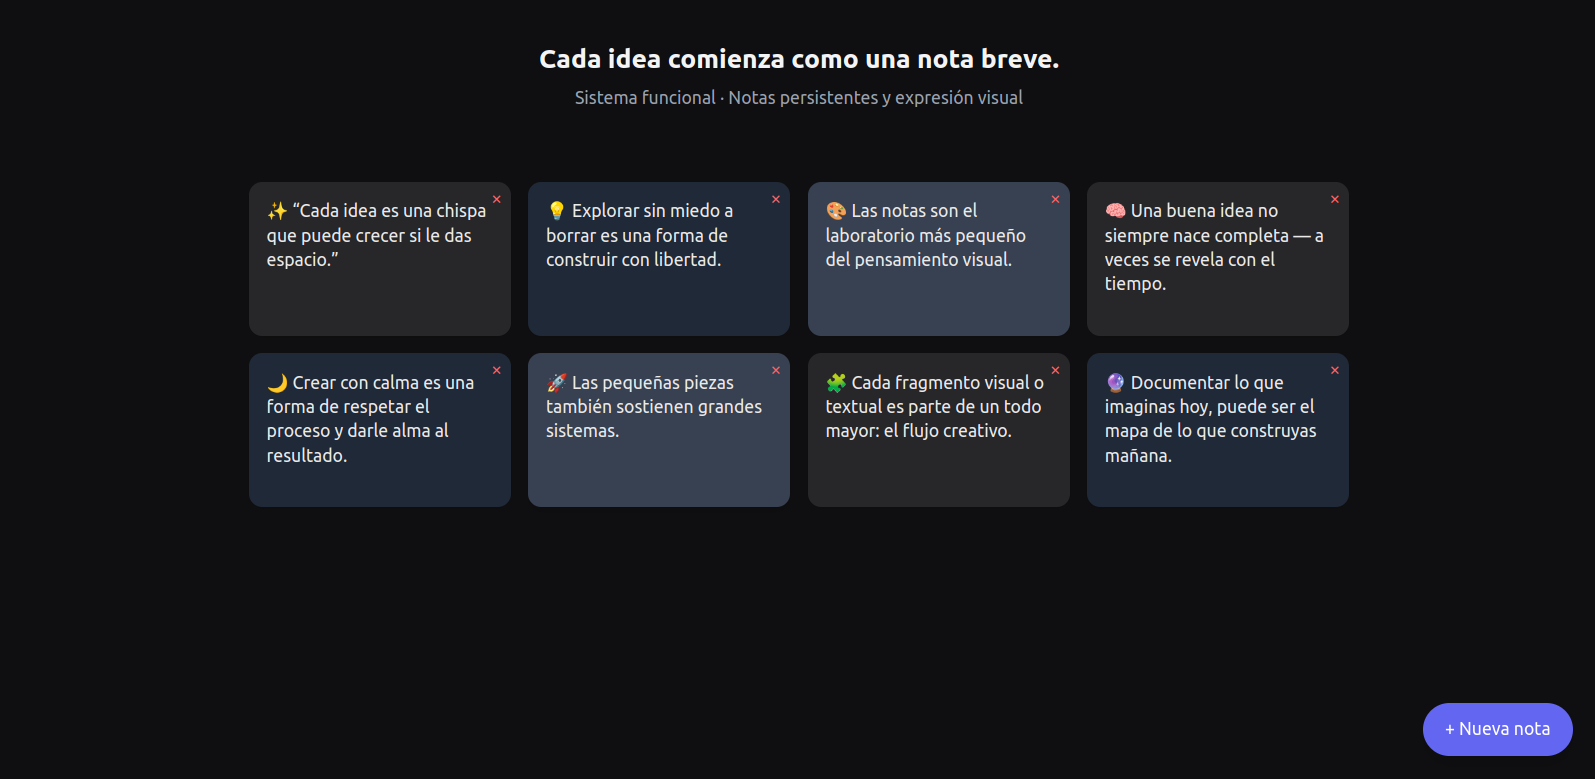 Cada idea comienza como una nota breve.
Sistema funcional · Notas persistentes y expresión visual
✨ “Cada idea es una chispa
que puede crecer si le das
espacio.”
×
💡 Explorar sin miedo a
borrar es una forma de
construir con libertad.
×
🎨 Las notas son el
laboratorio más pequeño
del pensamiento visual.
×
🧠 Una buena idea no
siempre nace completa — a
veces se revela con el
tiempo.
×
🌙 Crear con calma es una
forma de respetar el
proceso y darle alma al
resultado.
×
🚀 Las pequeñas piezas
también sostienen grandes
sistemas.
×
🧩 Cada fragmento visual o
textual es parte de un todo
mayor: el flujo creativo.
×
🔮 Documentar lo que
imaginas hoy, puede ser el
mapa de lo que construyas
mañana.
×
+ Nueva nota